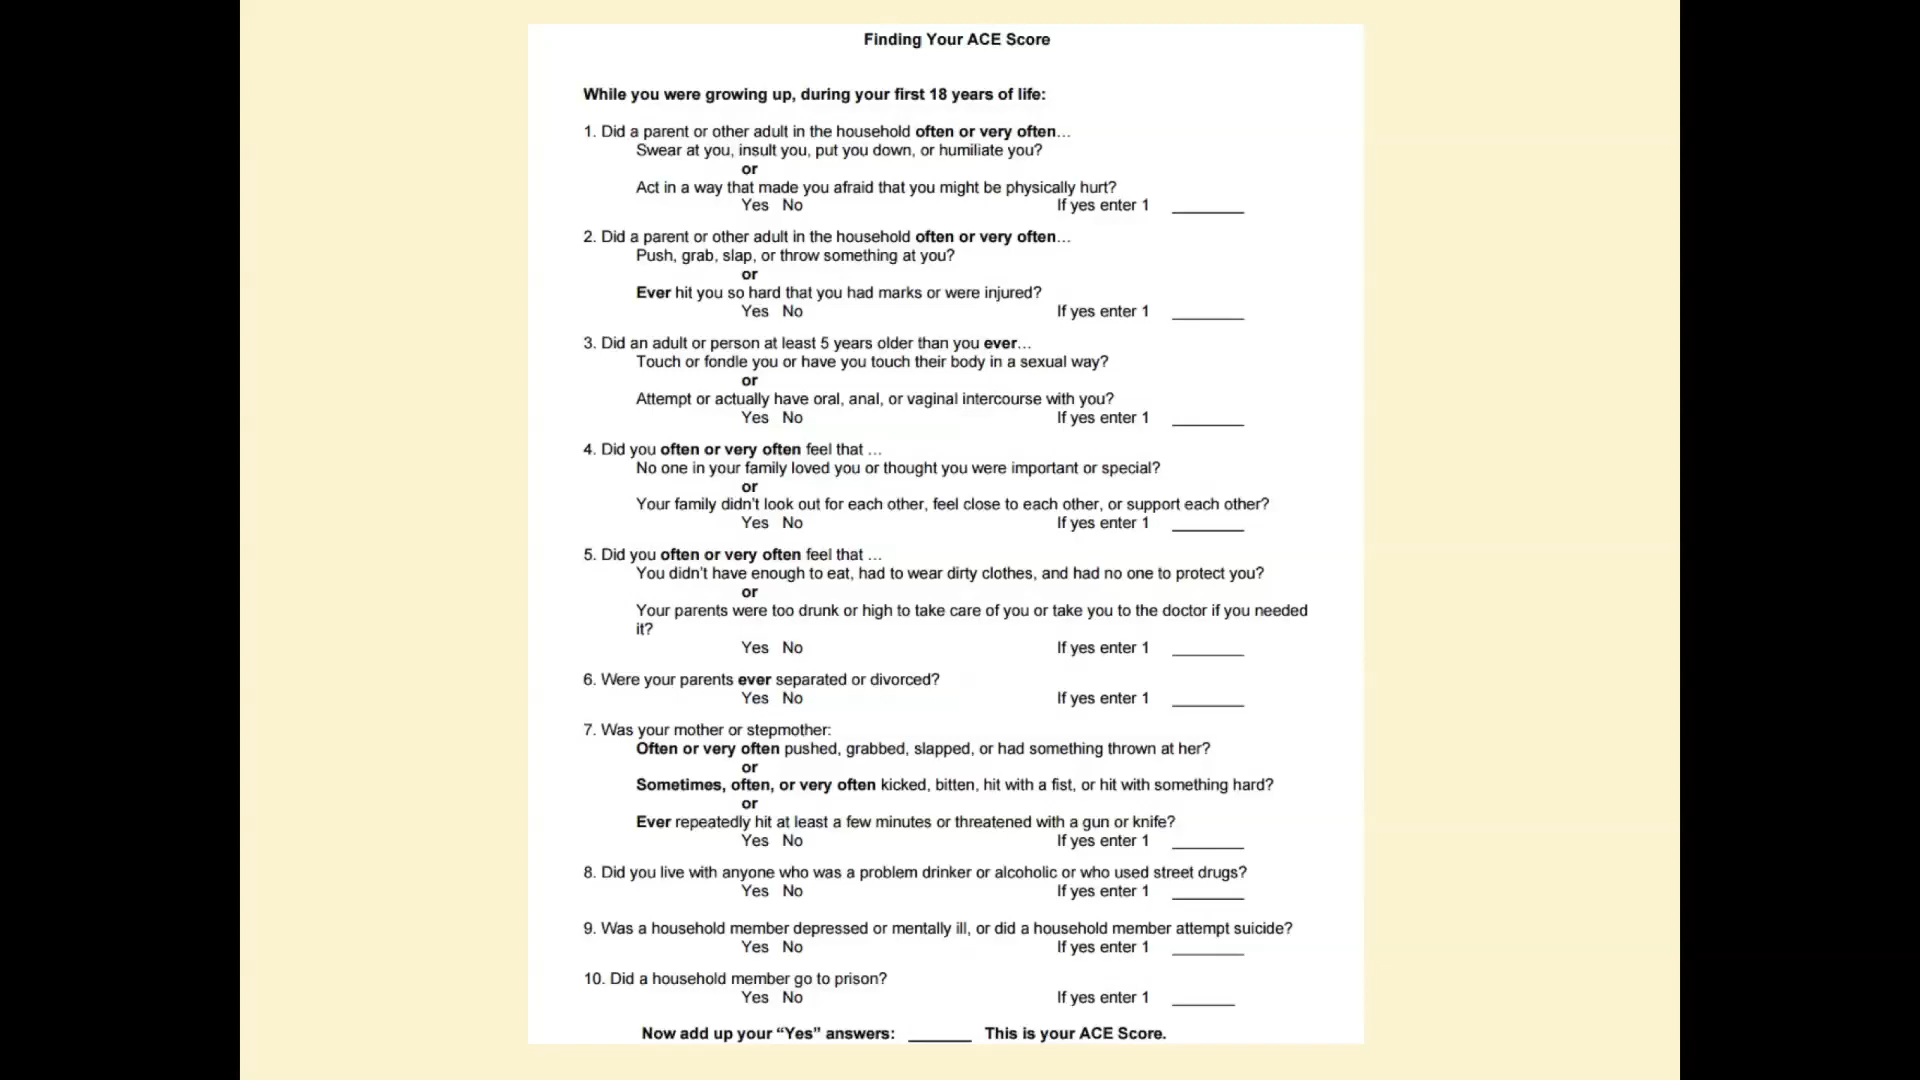 Finding Your ACE Score
While you were growing up, during your first 18 years of life:
1. Did a parent or other adult in the household often or very often…
Swear at you, insult you, put you down, or humiliate you?
or
Act in a way that made you afraid that you might be physically hurt?
Yes No If yes enter 1 ________
2. Did a parent or other adult in the household often or very often…
Push, grab, slap, or throw something at you?
or
Ever hit you so hard that you had marks or were injured?
Yes No If yes enter 1 ________
3. Did an adult or person at least 5 years older than you ever…
Touch or fondle you or have you touch their body in a sexual way?
or
Attempt or actually have oral, anal, or vaginal intercourse with you?
Yes No If yes enter 1 ________
4. Did you often or very often feel that …
No one in your family loved you or thought you were important or special?
or
Your family didn't look out for each other, feel close to each other, or support each other?
Yes No If yes enter 1 ________
5. Did you often or very often feel that …
You didn't have enough to eat, had to wear dirty clothes, and had no one to protect you?
or
Your parents were too drunk or high to take care of you or take you to the doctor if you needed
it?
Yes No If yes enter 1 ________
6. Were your parents ever separated or divorced?
Yes No If yes enter 1 ________
7. Was your mother or stepmother:
Often or very often pushed, grabbed, slapped, or had something thrown at her?
or
Sometimes, often, or very often kicked, bitten, hit with a fist, or hit with something hard?
or
Ever repeatedly hit at least a few minutes or threatened with a gun or knife?
Yes No If yes enter 1 ________
8. Did you live with anyone who was a problem drinker or alcoholic or who used street drugs?
Yes No If yes enter 1 ________
9. Was a household member depressed or mentally ill, or did a household member attempt suicide?
Yes No If yes enter 1 ________
10. Did a household member go to prison?
Yes No If yes enter 1 _______
Now add up your “Yes” answers: _______ This is your ACE Score.